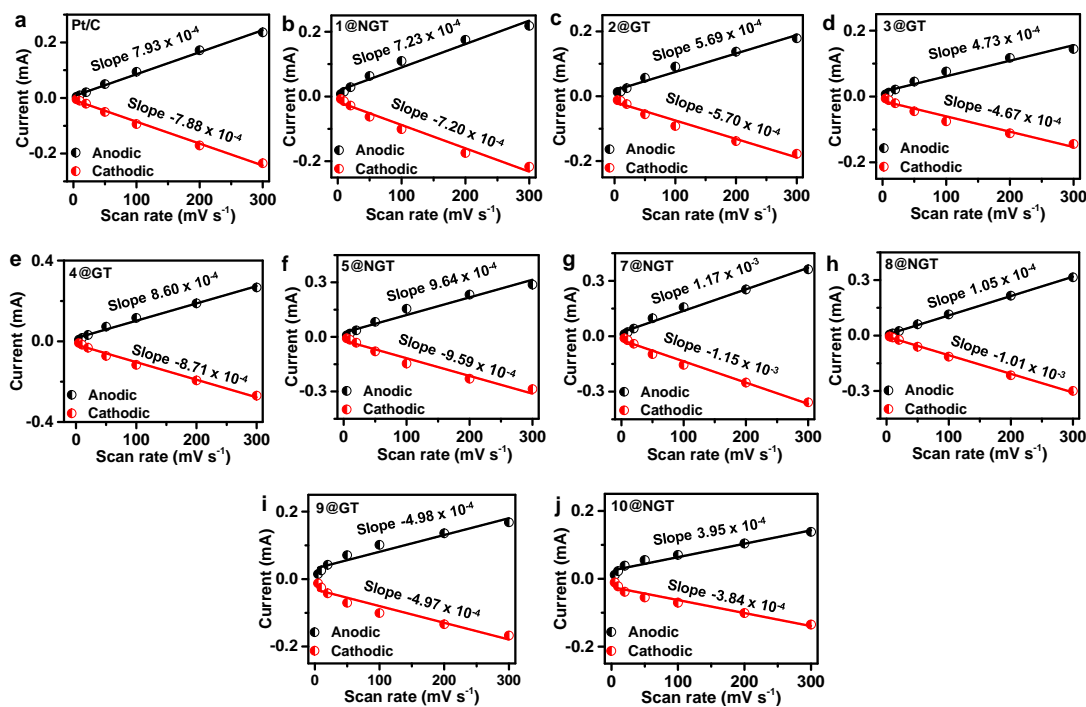 a
Pt/C
Slope 7.93 x 10-4
Slope -7.88 x 10-4
Anodic
Cathodic
Current (mA)
0.2
0.0
-0.2
0 100 200 300
Scan rate (mV s-1)
b
1@NGT
Slope 7.23 x 10-4
Slope -7.20 x 10-4
Anodic
Cathodic
Current (mA)
0.2
0.0
-0.2
0 100 200 300
Scan rate (mV s-1)
c
2@GT
Slope 5.69 x 10-4
Slope -5.70 x 10-4
Anodic
Cathodic
Current (mA)
0.2
0.0
-0.2
0 100 200 300
Scan rate (mV s-1)
d
3@GT
Slope 4.73 x 10-4
Slope -4.67 x 10-4
Anodic
Cathodic
Current (mA)
0.2
0.0
-0.2
0 100 200 300
Scan rate (mV s-1)
e
4@GT
Slope 8.60 x 10-4
Slope -8.71 x 10-4
Anodic
Cathodic
Current (mA)
0.4
0.0
-0.4
0 100 200 300
Scan rate (mV s-1)
f
5@NGT
Slope 9.64 x 10-4
Slope -9.59 x 10-4
Anodic
Cathodic
Current (mA)
0.3
0.0
-0.3
0 100 200 300
Scan rate (mV s-1)
g
7@NGT
Slope 1.17 x 10-3
Slope -1.15 x 10-3
Anodic
Cathodic
Current (mA)
0.3
0.0
-0.3
0 100 200 300
Scan rate (mV s-1)
h
8@NGT
Slope 1.05 x 10-4
Slope -1.01 x 10-3
Anodic
Cathodic
Current (mA)
0.3
0.0
-0.3
0 100 200 300
Scan rate (mV s-1)
i
9@GT
Slope -4.98 x 10-4
Slope -4.97 x 10-4
Anodic
Cathodic
Current (mA)
0.2
0.0
-0.2
0 100 200 300
Scan rate (mV s-1)
j
10@NGT
Slope 3.95 x 10-4
Slope -3.84 x 10-4
Anodic
Cathodic
Current (mA)
0.2
0.0
-0.2
0 100 200 300
Scan rate (mV s-1)